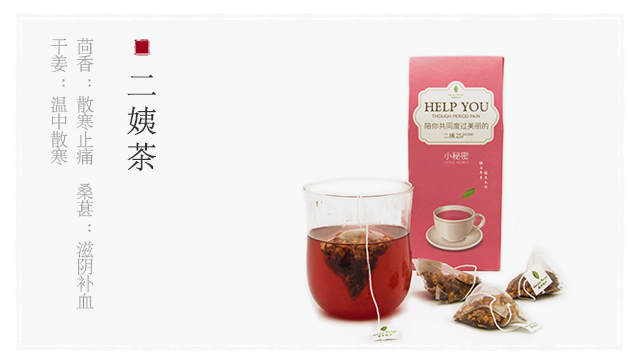 二姨茶
茴香：散寒止痛　桑葚：滋阴补血
干姜：温中散寒
HELP YOU
THOUGH PERIOD PAIN
陪你共同度过美丽的
二姨
小秘密